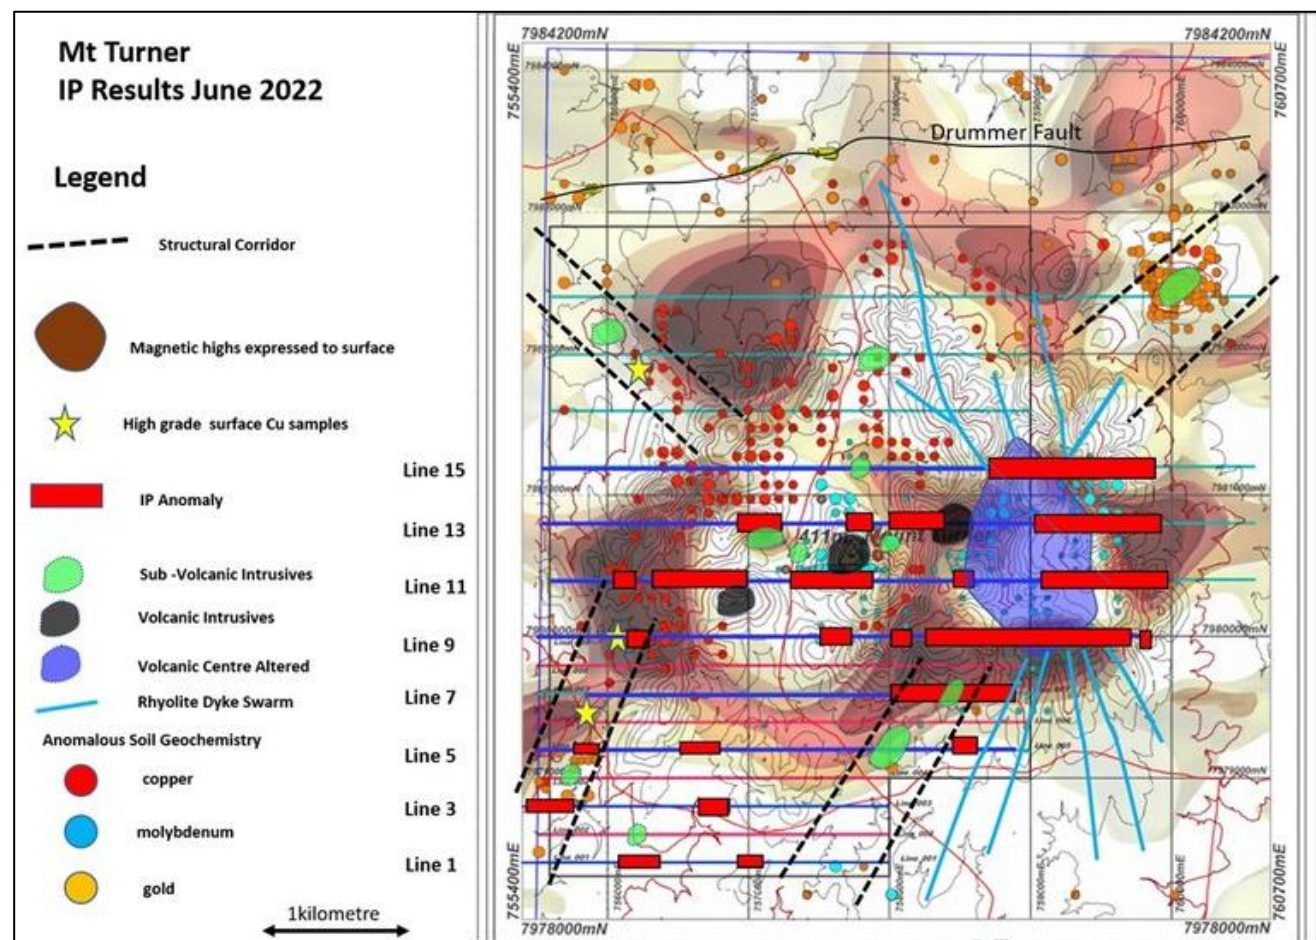 Mt Turner
IP Results June 2022
Legend
Structural Corridor
Magnetic highs expressed to surface
High grade surface Cu samples
IP Anomaly
Sub -Volcanic Intrusives
Volcanic Intrusives
Volcanic Centre Altered
Rhyolite Dyke Swarm
Anomalous Soil Geochemistry
copper
molybdenum
gold
1kilometre
Line 15
Line 13
Line 11
Line 9
Line 7
Line 5
Line 3
Line 1
7984200mN
7984200mN
755400mE
760700mE
Drummer Fault
7980000mN
7979000mN
755400mE
760700mE
7978000mN
7978000mN